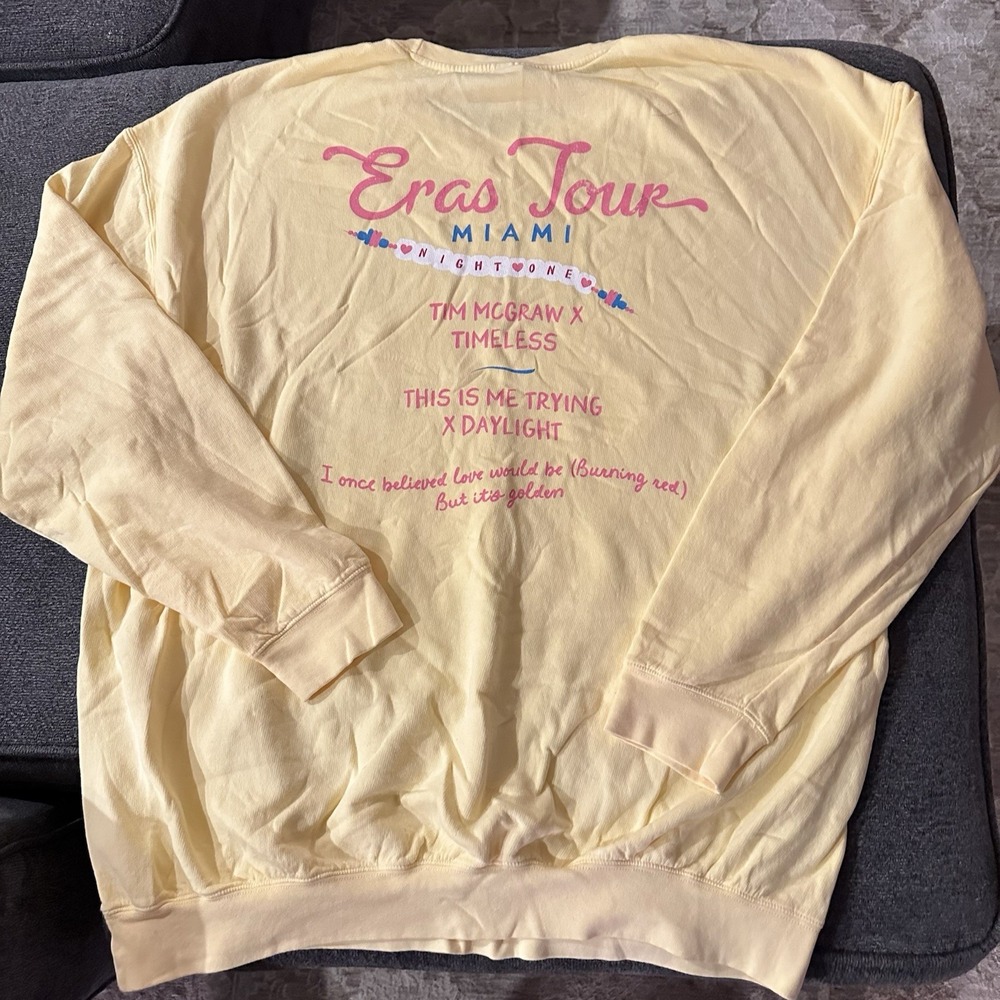 Eras Tour
MIAMI
NIGHT ONE
TIM MCGRAW X
TIMELESS
THIS IS ME TRYING
X DAYLIGHT
I once believed love would be (Burning red)
But it's golden